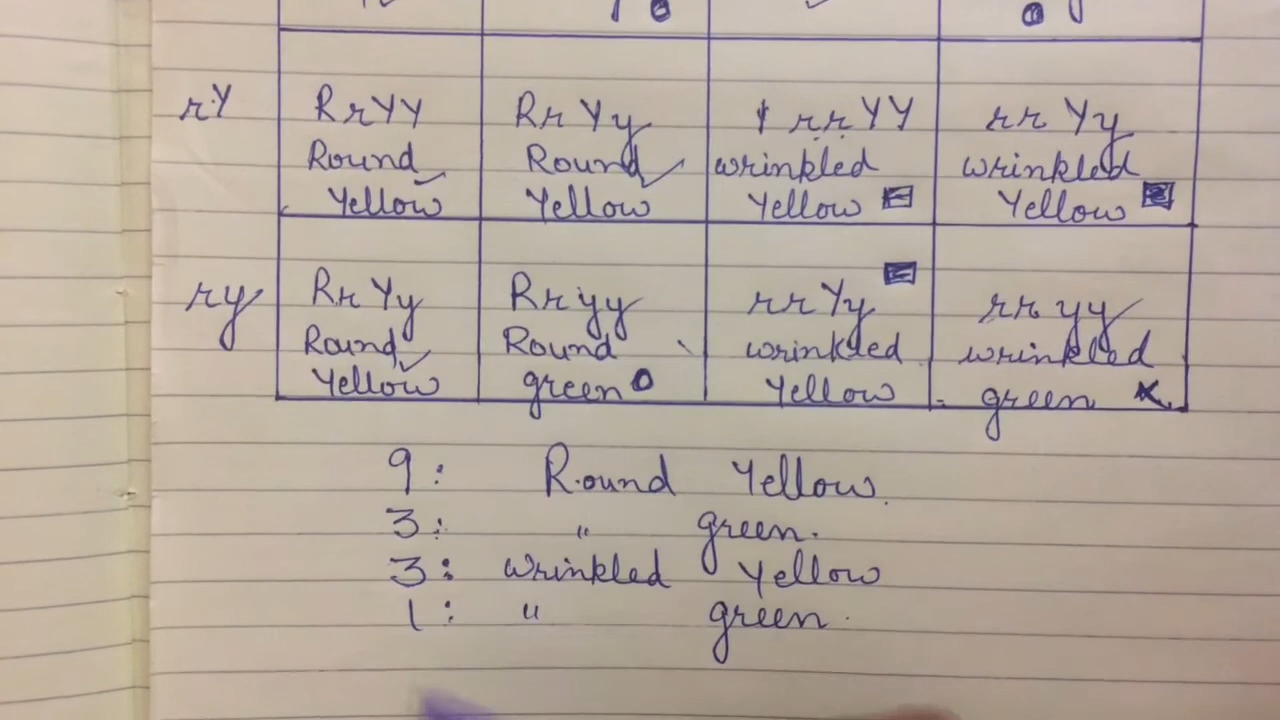 rY RrYY RrYy rrYY rrYy
Round Round wrinkled wrinkled
Yellow Yellow Yellow Yellow
ry RrYy Rryy rrYy rryy
Round Round wrinkled wrinkled
Yellow green Yellow green
9: Round Yellow.
3: " green.
3: wrinkled Yellow
1: " green.